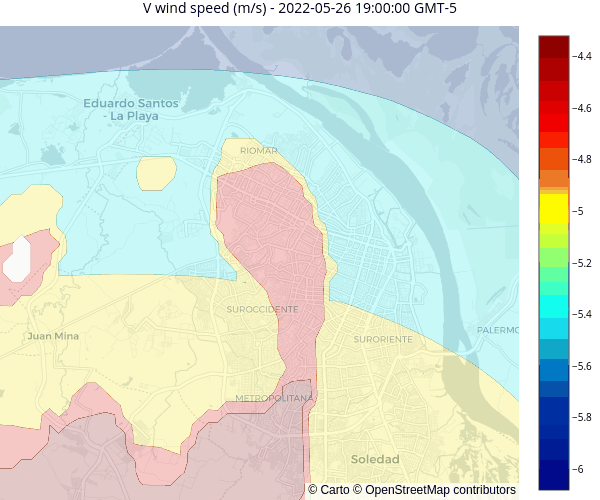 V wind speed (m/s) - 2022-05-26 19:00:00 GMT-5
Eduardo Santos
- La Playa
RIOMAR
SUROCCIDENTE
Juan Mina
SURORIENTE
PALERMO
METROPOLITANA
Soledad
© Carto © OpenStreetMap contributors
−4.4
−4.6
−4.8
−5
−5.2
−5.4
−5.6
−5.8
−6